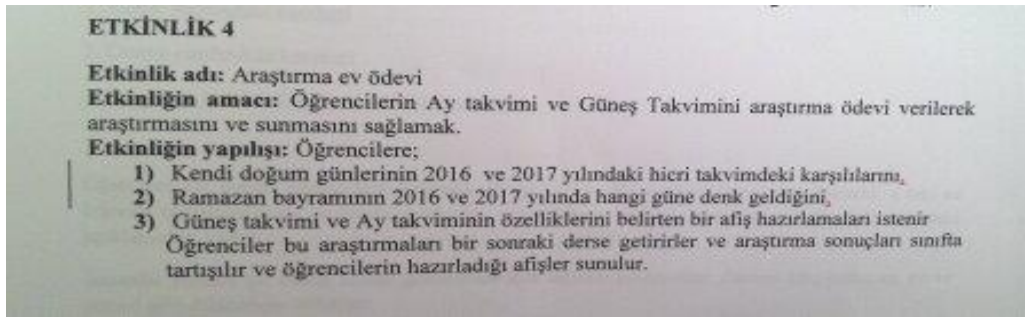 ETKİNLİK 4
Etkinlik adı: Araştırma ev ödevi
Etkinliğin amacı: Öğrencilerin Ay takvimi ve Güneş Takvimini araştırma ödevi verilerek
araştırmasını ve sunmasını sağlamak.
Etkinliğin yapılışı: Öğrencilere;
1) Kendi doğum günlerinin 2016 ve 2017 yılındaki hicri takvimdeki karşılılarını,
2) Ramazan bayramının 2016 ve 2017 yılında hangi güne denk geldiğini,
3) Güneş takvimi ve Ay takviminin özelliklerini belirten bir afiş hazırlamaları istenir
Öğrenciler bu araştırmaları bir sonraki derse getirirler ve araştırma sonuçları sınıfta
tartışılır ve öğrencilerin hazırladığı afişler sunulur.